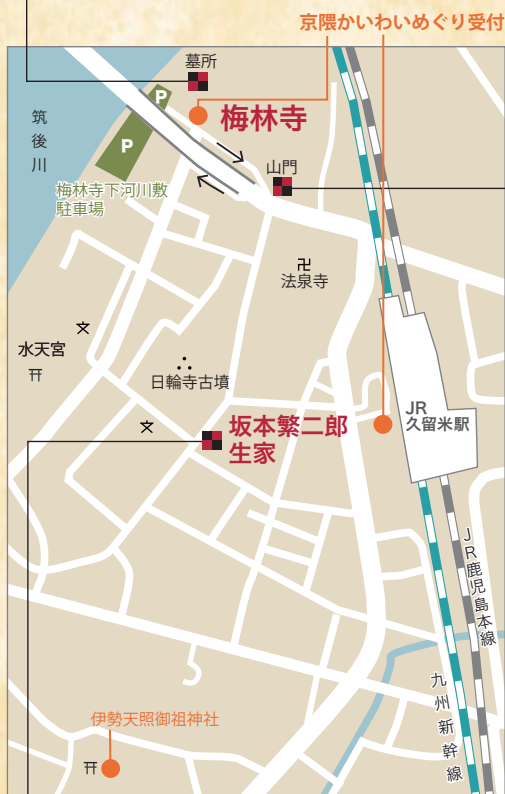 京隈かいわいめぐり受付
墓所
P
梅林寺
筑後川
P
山門
梅林寺下河川敷
駐車場
卍
法泉寺
文
水天宮
日輪寺古墳
文
坂本繁二郎
生家
JR
久留米駅
JR鹿児島本線
九州新幹線
伊勢天照御祖神社